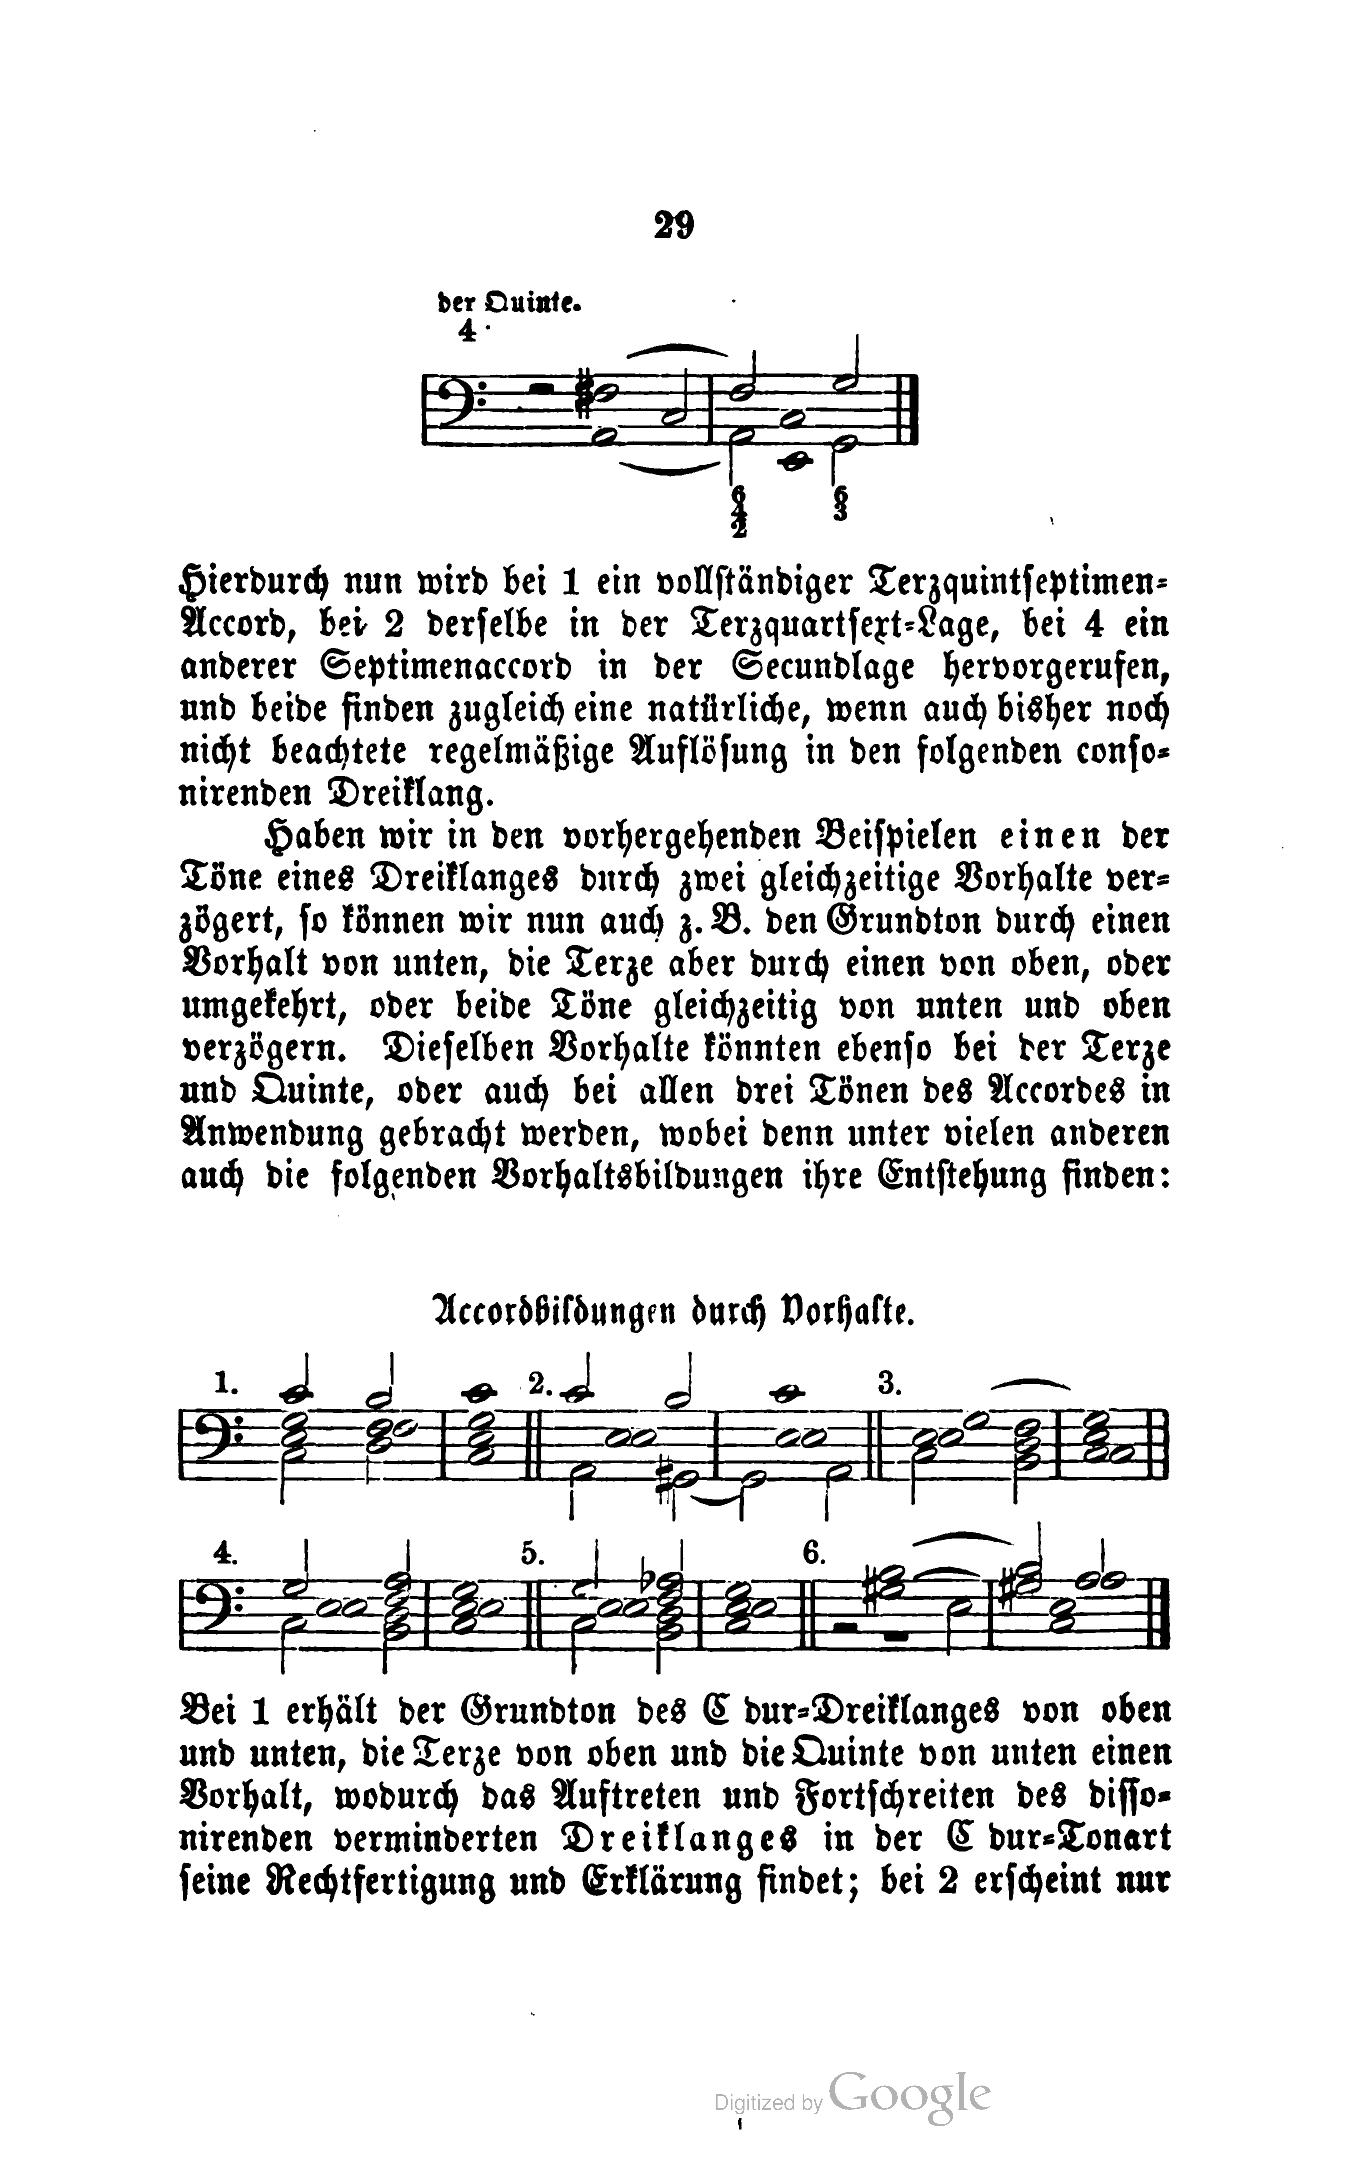 29
der Quinte.
4
6
4
2
6
3
Hierdurch nun wird bei 1 ein vollständiger Terzquintseptimen-
Accord, bei 2 derselbe in der Terzquartsext-Lage, bei 4 ein
anderer Septimenaccord in der Secundlage hervorgerufen,
und beide finden zugleich eine natürliche, wenn auch bisher noch
nicht beachtete regelmäßige Auflösung in den folgenden conso-
nirenden Dreiklang.
Haben wir in den vorhergehenden Beispielen einen der
Töne eines Dreiklanges durch zwei gleichzeitige Vorhalte ver-
zögert, so können wir nun auch z. B. den Grundton durch einen
Vorhalt von unten, die Terze aber durch einen von oben, oder
umgekehrt, oder beide Töne gleichzeitig von unten und oben
verzögern. Dieselben Vorhalte könnten ebenso bei der Terze
und Quinte, oder auch bei allen drei Tönen des Accordes in
Anwendung gebracht werden, wobei denn unter vielen anderen
auch die folgenden Vorhaltsbildungen ihre Entstehung finden:
Accordbildungen durch Vorhalte.
1. 2. 3.
4. 5. 6.
Bei 1 erhält der Grundton des C dur-Dreiklanges von oben
und unten, die Terze von oben und die Quinte von unten einen
Vorhalt, wodurch das Auftreten und Fortschreiten des disso-
nirenden verminderten Dreiklanges in der C dur-Tonart
seine Rechtfertigung und Erklärung findet; bei 2 erscheint nur
Digitized by Google